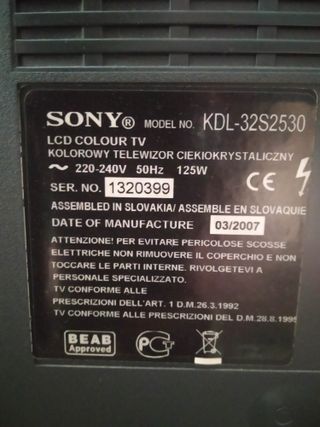 SONY® MODEL NO. KDL-32S2530
LCD COLOUR TV
KOLOROWY TELEWIZOR CIEKIOKRYSTALICZNY
~ 220-240V 50Hz 125W
CE
SER. NO. 1320399
ASSEMBLED IN SLOVAKIA/ ASSEMBLE EN SLOVAQUIE
DATE OF MANUFACTURE 03/2007
ATTENZIONE! PER EVITARE PERICOLOSE SCOSSE
ELETTRICHE NON RIMUOVERE IL COPERCHIO E NON
TOCCARE LE PARTI INTERNE. RIVOLGETEVI A
PERSONALE SPECIALIZZATO.
TV CONFORME ALLE
PRESCRIZIONI DELL'ART. 1 D.M.26.3.1992
TV CONFORME ALLE PRESCRIZIONI DEL D.M.28.8.1995
BEAB
Approved